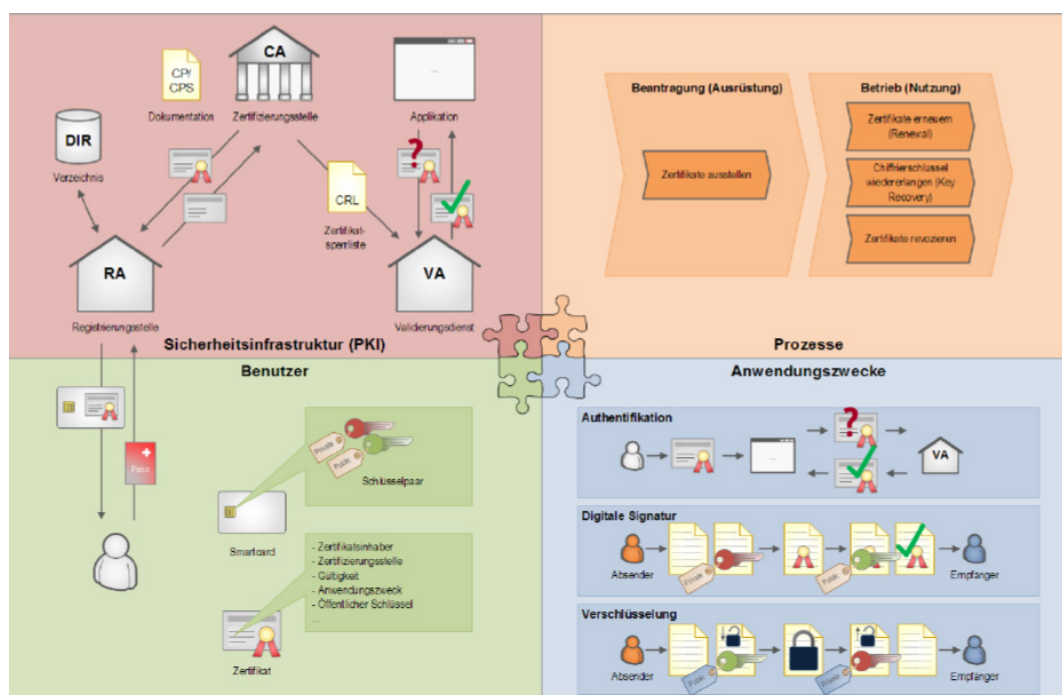 CA
CP/
CPS
...
Dokumentation
Zertifizierungsstelle
Applikation
DIR
Verzeichnis
CRL
Zertifikat-
sperrliste
RA
VA
Registrierungsstelle
Validierungsdienst
Sicherheitsinfrastruktur (PKI)
Beantragung (Ausrüstung)
Betrieb (Nutzung)
Zertifikate ausstellen
Zertifikate erneuern
(Renewal)
Chiffrierschlüssel
wiedererlangen (Key
Recovery)
Zertifikate revozieren
Prozesse
Benutzer
Pass
Private
Public
Schlüsselpaar
Smartcard
- Zertifikatsinhaber
- Zertifizierungsstelle
- Gültigkeit
- Anwendungszweck
- Öffentlicher Schlüssel
...
Zertifikat
Anwendungszwecke
Authentifikation
...
VA
Digitale Signatur
Absender
Private
Public
Empfänger
Verschlüsselung
Absender
Public
Private
Empfänger